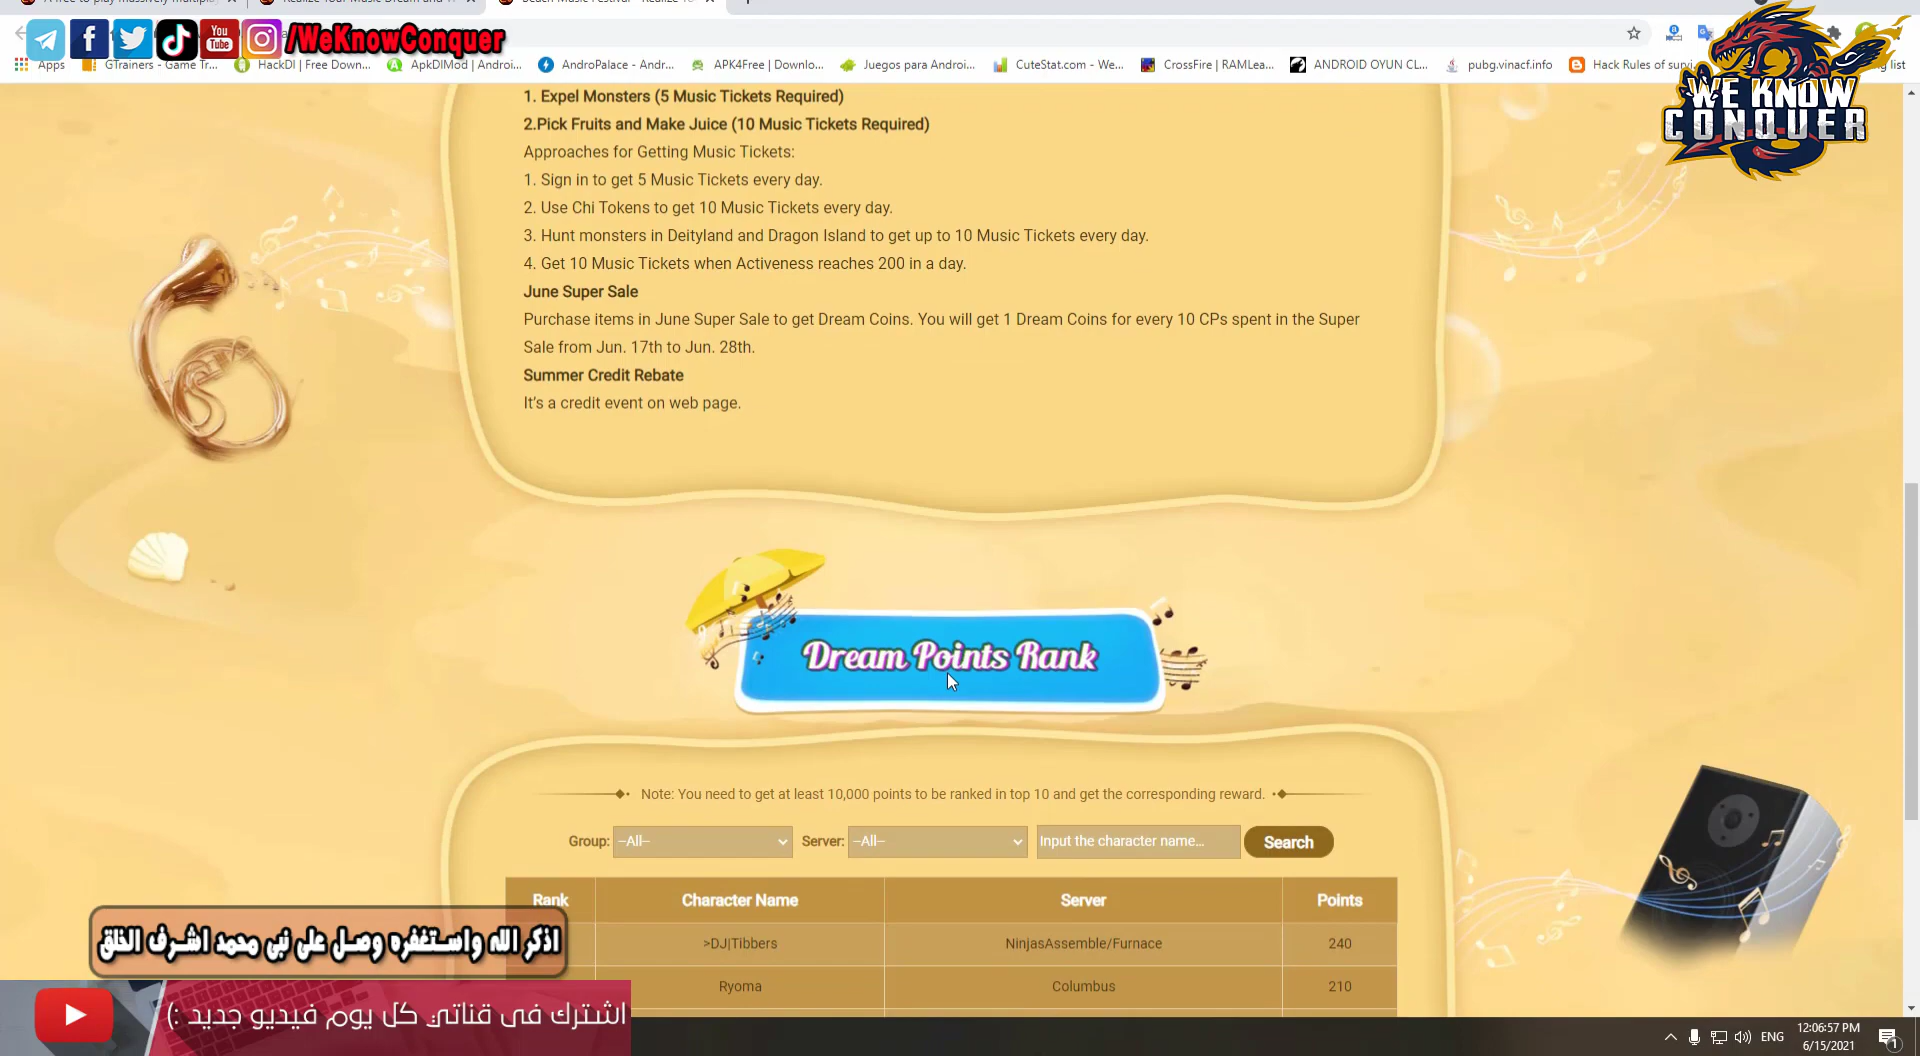 /WeKnowConquer
WE KNOW
CONQUER
Apps
GTrainers - Game Tr...
HackDl | Free Down...
ApkDlMod | Androi...
AndroPalace - Andr...
APK4Free | Downlo...
Juegos para Androi...
CuteStat.com - We...
CrossFire | RAMLea...
ANDROID OYUN CL...
pubg.vinacf.info
Hack Rules of survi...
1. Expel Monsters (5 Music Tickets Required)
2.Pick Fruits and Make Juice (10 Music Tickets Required)
Approaches for Getting Music Tickets:
1. Sign in to get 5 Music Tickets every day.
2. Use Chi Tokens to get 10 Music Tickets every day.
3. Hunt monsters in Deityland and Dragon Island to get up to 10 Music Tickets every day.
4. Get 10 Music Tickets when Activeness reaches 200 in a day.
June Super Sale
Purchase items in June Super Sale to get Dream Coins. You will get 1 Dream Coins for every 10 CPs spent in the Super
Sale from Jun. 17th to Jun. 28th.
Summer Credit Rebate
It's a credit event on web page.
Dream Points Rank
Note: You need to get at least 10,000 points to be ranked in top 10 and get the corresponding reward.
Group: --All-- Server: --All-- Input the character name... Search
Rank Character Name Server Points
>DJ|Tibbers NinjasAssemble/Furnace 240
Ryoma Columbus 210
اذكر الله واستغفره وصل على نبى محمد اشرف الخلق
اشترك فى قناتي كل يوم فيديو جديد :)
ENG
12:06:57 PM
6/15/2021